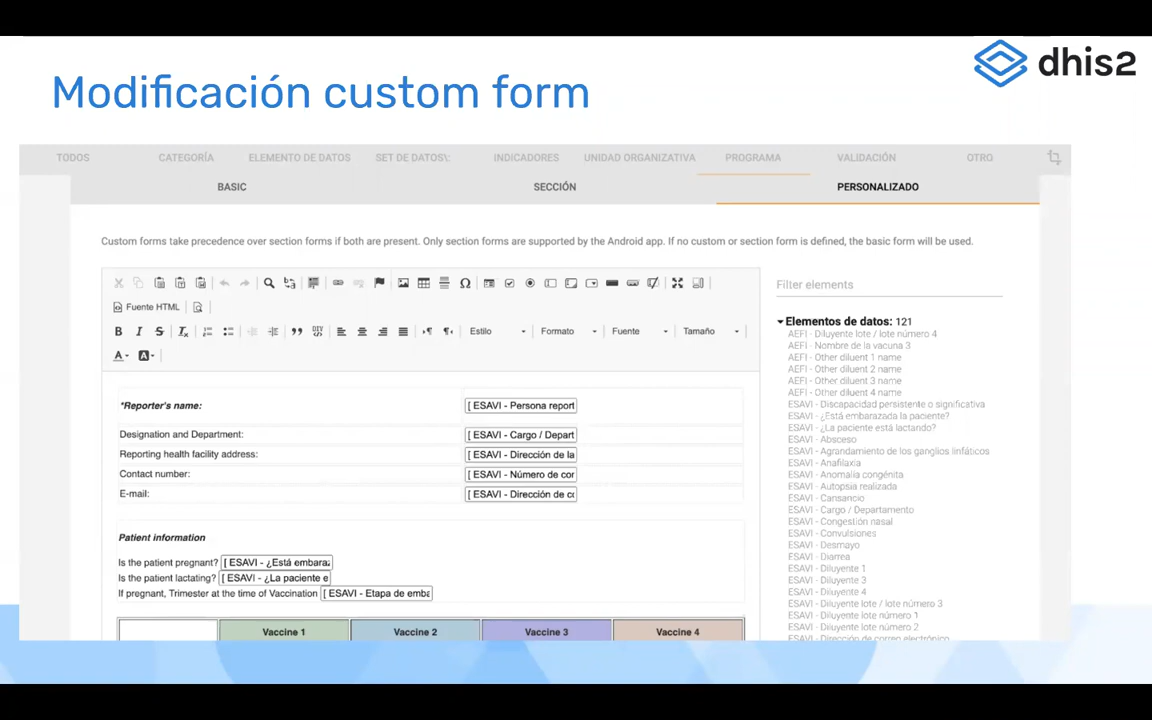 dhis2
Modificación custom form
TODOS CATEGORÍA ELEMENTO DE DATOS SET DE DATOS\: INDICADORES UNIDAD ORGANIZATIVA PROGRAMA VALIDACIÓN OTRO
BASIC SECCIÓN PERSONALIZADO
Custom forms take precedence over section forms if both are present. Only section forms are supported by the Android app. If no custom or section form is defined, the basic form will be used.
Fuente HTML
B I S Estilo Formato Fuente Tamaño
*Reporter's name: [ ESAVI - Persona report
Designation and Department: [ ESAVI - Cargo / Depart
Reporting health facility address: [ ESAVI - Dirección de la
Contact number: [ ESAVI - Número de cor
E-mail: [ ESAVI - Dirección de co
Patient information
Is the patient pregnant? [ ESAVI - ¿Está embaraz
Is the patient lactating? [ ESAVI - ¿La paciente e
If pregnant, Trimester at the time of Vaccination [ ESAVI - Etapa de emba
Vaccine 1 Vaccine 2 Vaccine 3 Vaccine 4
Filter elements
Elementos de datos: 121
AEFI - Diluyente lote / lote número 4
AEFI - Nombre de la vacuna 3
AEFI - Other diluent 1 name
AEFI - Other diluent 2 name
AEFI - Other diluent 3 name
AEFI - Other diluent 4 name
ESAVI - Discapacidad persistente o significativa
ESAVI - ¿Está embarazada la paciente?
ESAVI - ¿La paciente está lactando?
ESAVI - Absceso
ESAVI - Agrandamiento de los ganglios linfáticos
ESAVI - Anafilaxia
ESAVI - Anomalía congénita
ESAVI - Autopsia realizada
ESAVI - Cansancio
ESAVI - Cargo / Departamento
ESAVI - Congestión nasal
ESAVI - Convulsiones
ESAVI - Desmayo
ESAVI - Diarrea
ESAVI - Diluyente 1
ESAVI - Diluyente 3
ESAVI - Diluyente 4
ESAVI - Diluyente lote / lote número 3
ESAVI - Diluyente lote número 1
ESAVI - Diluyente lote número 2
ESAVI - Dirección de correo electrónico